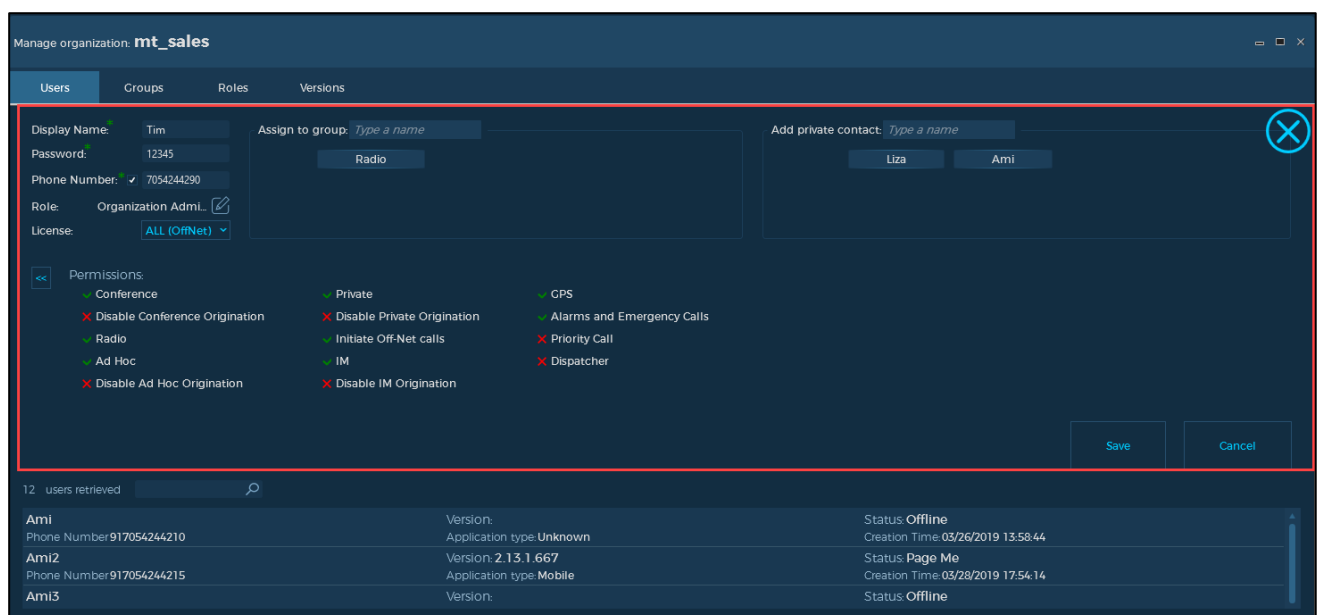 Manage organization: mt_sales
Users Groups Roles Versions
Display Name:* Tim Assign to group: Type a name Add private contact: Type a name
Password:* 12345 Radio Liza Ami
Phone Number:* 7054244290
Role: Organization Admi...
License: ALL (OffNet)
<< Permissions:
Conference Private GPS
Disable Conference Origination Disable Private Origination Alarms and Emergency Calls
Radio Initiate Off-Net calls Priority Call
Ad Hoc IM Dispatcher
Disable Ad Hoc Origination Disable IM Origination
Save Cancel
12 users retrieved
Ami Version: Status: Offline
Phone Number 917054244210 Application type: Unknown Creation Time: 03/26/2019 13:58:44
Ami2 Version: 2.13.1.667 Status: Page Me
Phone Number 917054244215 Application type: Mobile Creation Time: 03/28/2019 17:54:14
Ami3 Version: Status: Offline